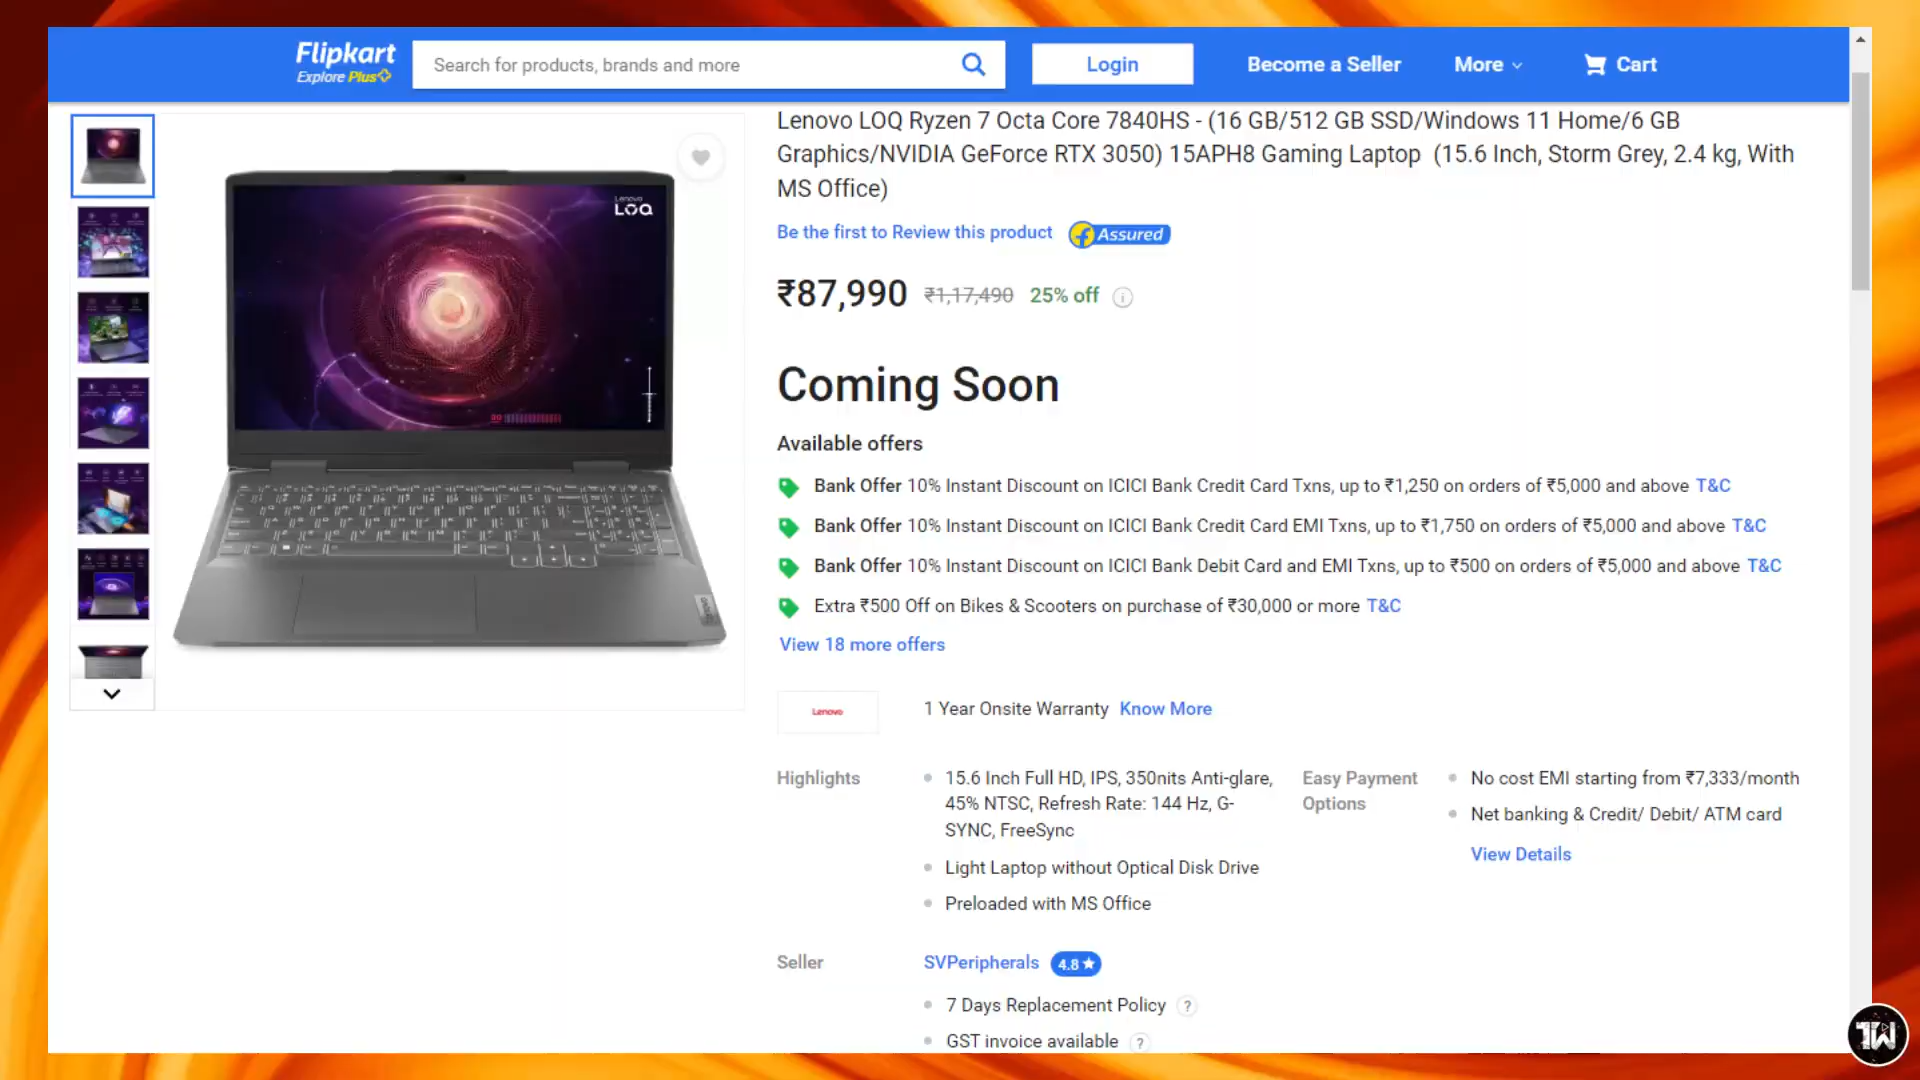 Flipkart
Explore Plus
Search for products, brands and more
Login
Become a Seller
More
Cart
Lenovo LOQ Ryzen 7 Octa Core 7840HS - (16 GB/512 GB SSD/Windows 11 Home/6 GB
Graphics/NVIDIA GeForce RTX 3050) 15APH8 Gaming Laptop (15.6 Inch, Storm Grey, 2.4 kg, With
MS Office)
Be the first to Review this product
Assured
₹87,990 ₹1,17,490 25% off
Coming Soon
Available offers
Bank Offer 10% Instant Discount on ICICI Bank Credit Card Txns, up to ₹1,250 on orders of ₹5,000 and above T&C
Bank Offer 10% Instant Discount on ICICI Bank Credit Card EMI Txns, up to ₹1,750 on orders of ₹5,000 and above T&C
Bank Offer 10% Instant Discount on ICICI Bank Debit Card and EMI Txns, up to ₹500 on orders of ₹5,000 and above T&C
Extra ₹500 Off on Bikes & Scooters on purchase of ₹30,000 or more T&C
View 18 more offers
Lenovo
LOQ
Lenovo
1 Year Onsite Warranty Know More
Highlights
15.6 Inch Full HD, IPS, 350nits Anti-glare,
45% NTSC, Refresh Rate: 144 Hz, G-
SYNC, FreeSync
Light Laptop without Optical Disk Drive
Preloaded with MS Office
Easy Payment
Options
No cost EMI starting from ₹7,333/month
Net banking & Credit/ Debit/ ATM card
View Details
Seller
SVPeripherals 4.8
7 Days Replacement Policy ?
GST invoice available ?
TW